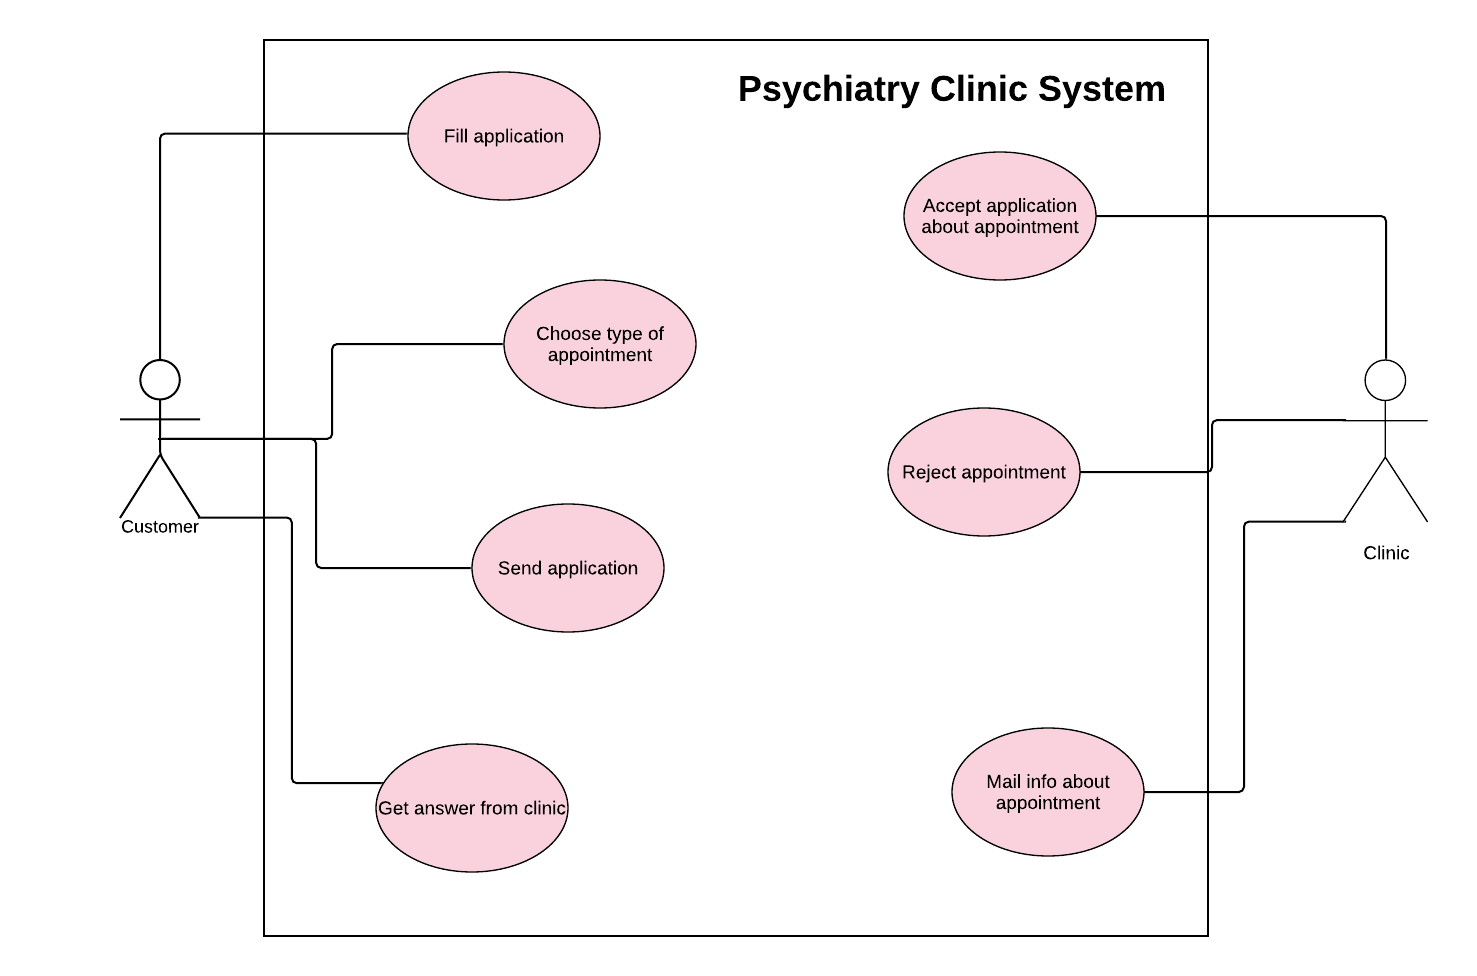 Psychiatry Clinic System
Fill application
Accept application
about appointment
Choose type of
appointment
Reject appointment
Customer
Clinic
Send application
Mail info about
appointment
Get answer from clinic